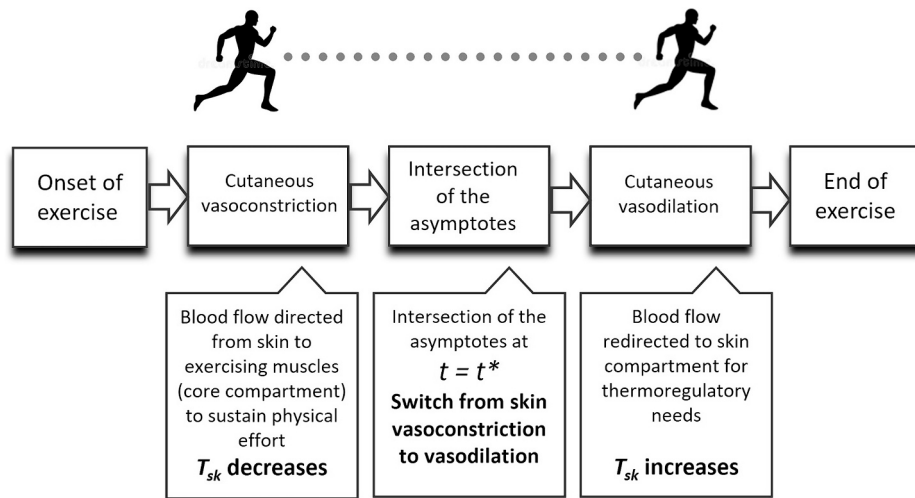 Onset of
exercise
Cutaneous
vasoconstriction
Intersection
of the
asymptotes
Cutaneous
vasodilation
End of
exercise
Blood flow directed
from skin to
exercising muscles
(core compartment)
to sustain physical
effort
Tsk decreases
Intersection of the
asymptotes at
t = t*
Switch from skin
vasoconstriction
to vasodilation
Blood flow
redirected to skin
compartment for
thermoregulatory
needs
Tsk increases